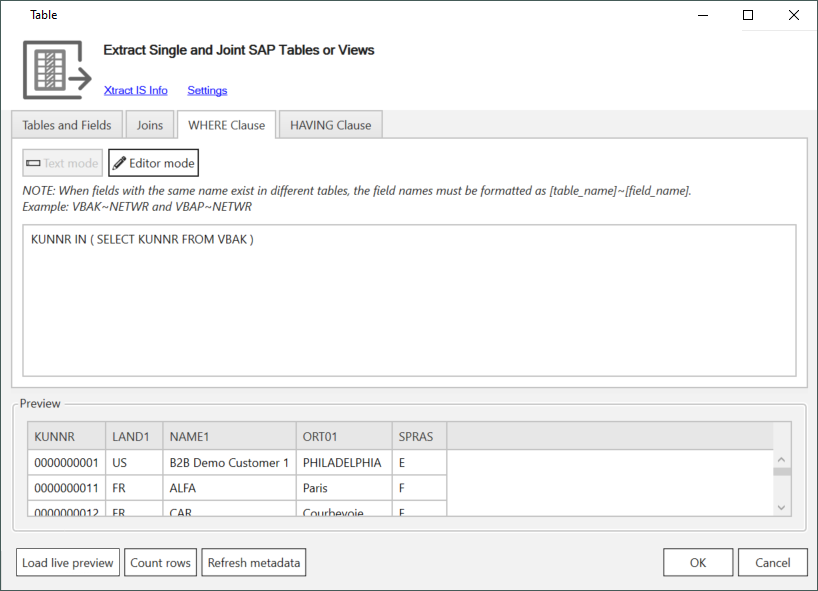 Table
Extract Single and Joint SAP Tables or Views
Xtract IS Info Settings
Tables and Fields Joins WHERE Clause HAVING Clause
Text mode Editor mode
NOTE: When fields with the same name exist in different tables, the field names must be formatted as [table_name]~[field_name].
Example: VBAK~NETWR and VBAP~NETWR
KUNNR IN ( SELECT KUNNR FROM VBAK )
Preview
KUNNR LAND1 NAME1 ORT01 SPRAS
0000000001 US B2B Demo Customer 1 PHILADELPHIA E
0000000011 FR ALFA Paris F
0000000012 FR CAR Courbevoie F
Load live preview Count rows Refresh metadata OK Cancel